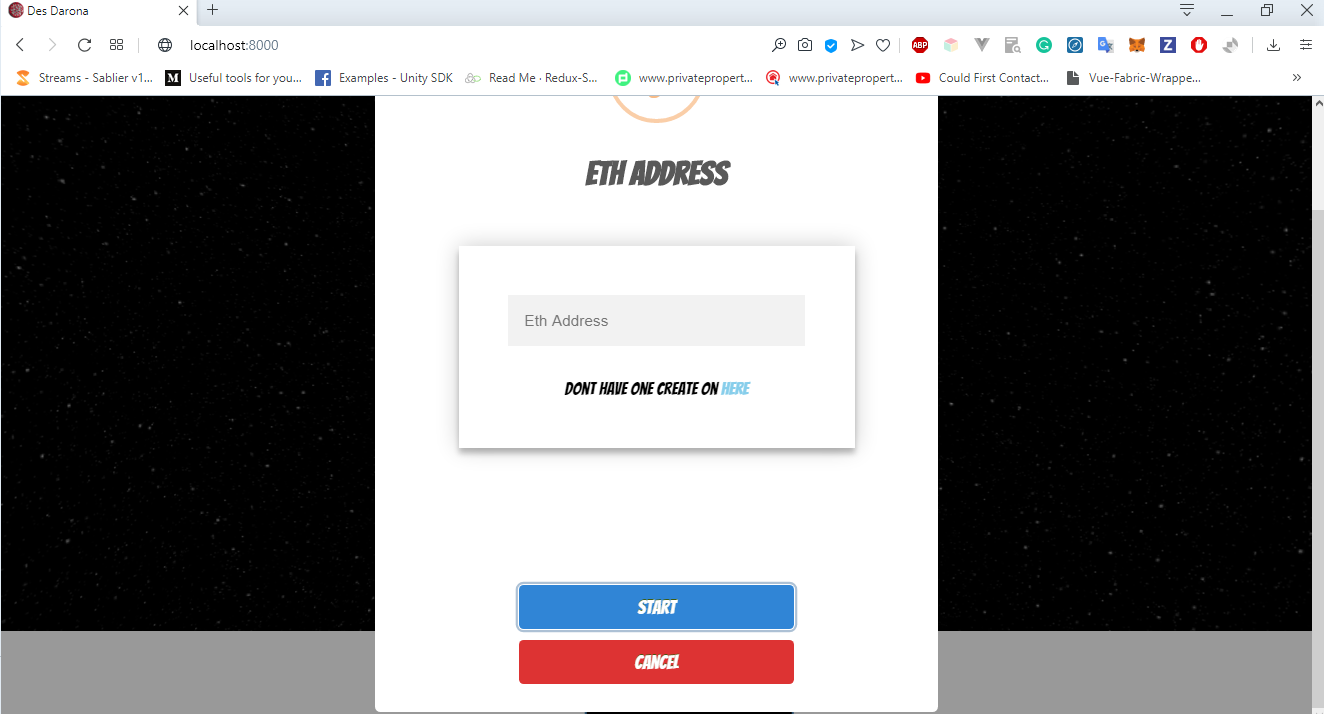 Des Darona
localhost:8000
ABP
Streams - Sablier v1...
M Useful tools for you...
Examples - Unity SDK
Read Me · Redux-S...
www.privatepropert...
www.privatepropert...
Could First Contact...
Vue-Fabric-Wrappe...
ETH ADDRESS
Eth Address
DONT HAVE ONE CREATE ON HERE
START
CANCEL